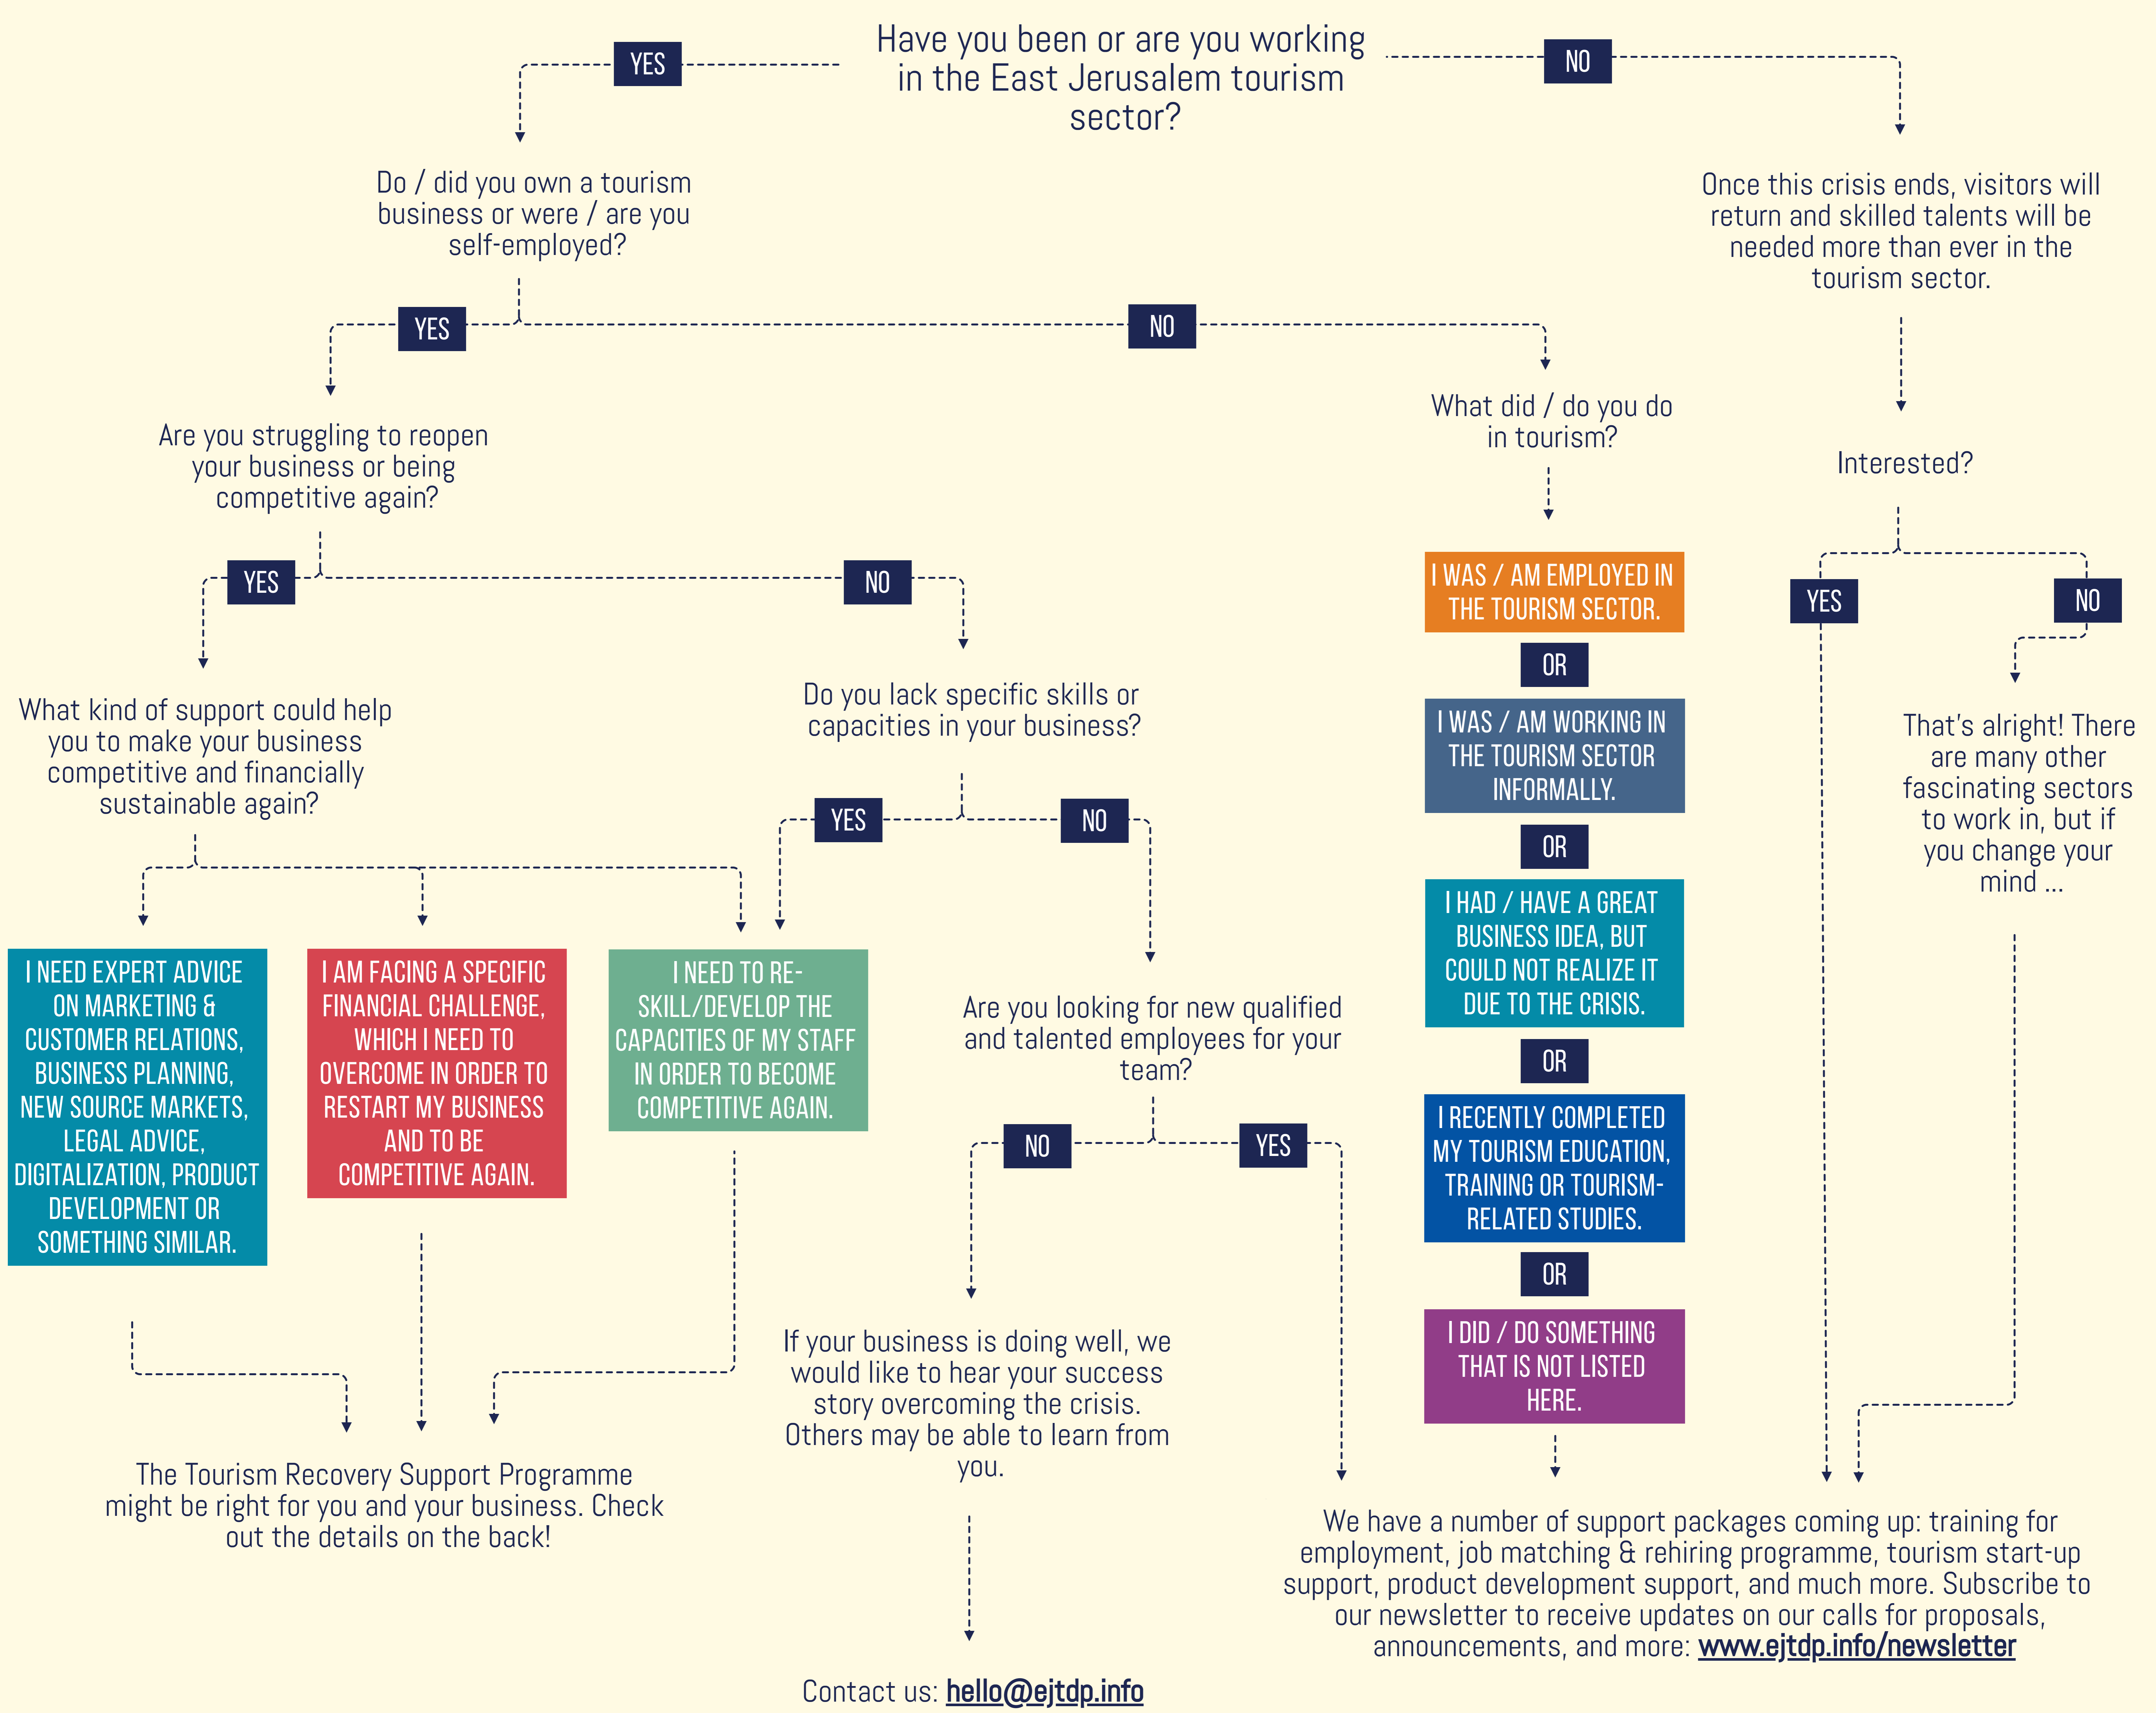 Have you been or are you working
in the East Jerusalem tourism
sector?
YES
NO
Do / did you own a tourism
business or were / are you
self-employed?
Once this crisis ends, visitors will
return and skilled talents will be
needed more than ever in the
tourism sector.
YES
NO
Are you struggling to reopen
your business or being
competitive again?
What did / do you do
in tourism?
Interested?
YES
NO
YES
NO
What kind of support could help
you to make your business
competitive and financially
sustainable again?
Do you lack specific skills or
capacities in your business?
YES
NO
I WAS / AM EMPLOYED IN
THE TOURISM SECTOR.
OR
I WAS / AM WORKING IN
THE TOURISM SECTOR
INFORMALLY.
OR
I HAD / HAVE A GREAT
BUSINESS IDEA, BUT
COULD NOT REALIZE IT
DUE TO THE CRISIS.
OR
I RECENTLY COMPLETED
MY TOURISM EDUCATION,
TRAINING OR TOURISM-
RELATED STUDIES.
OR
I DID / DO SOMETHING
THAT IS NOT LISTED
HERE.
That's alright! There
are many other
fascinating sectors
to work in, but if
you change your
mind ...
I NEED EXPERT ADVICE
ON MARKETING &
CUSTOMER RELATIONS,
BUSINESS PLANNING,
NEW SOURCE MARKETS,
LEGAL ADVICE,
DIGITALIZATION, PRODUCT
DEVELOPMENT OR
SOMETHING SIMILAR.
I AM FACING A SPECIFIC
FINANCIAL CHALLENGE,
WHICH I NEED TO
OVERCOME IN ORDER TO
RESTART MY BUSINESS
AND TO BE
COMPETITIVE AGAIN.
I NEED TO RE-
SKILL/DEVELOP THE
CAPACITIES OF MY STAFF
IN ORDER TO BECOME
COMPETITIVE AGAIN.
Are you looking for new qualified
and talented employees for your
team?
NO
YES
If your business is doing well, we
would like to hear your success
story overcoming the crisis.
Others may be able to learn from
you.
The Tourism Recovery Support Programme
might be right for you and your business. Check
out the details on the back!
We have a number of support packages coming up: training for
employment, job matching & rehiring programme, tourism start-up
support, product development support, and much more. Subscribe to
our newsletter to receive updates on our calls for proposals,
announcements, and more: www.ejtdp.info/newsletter
Contact us: hello@ejtdp.info